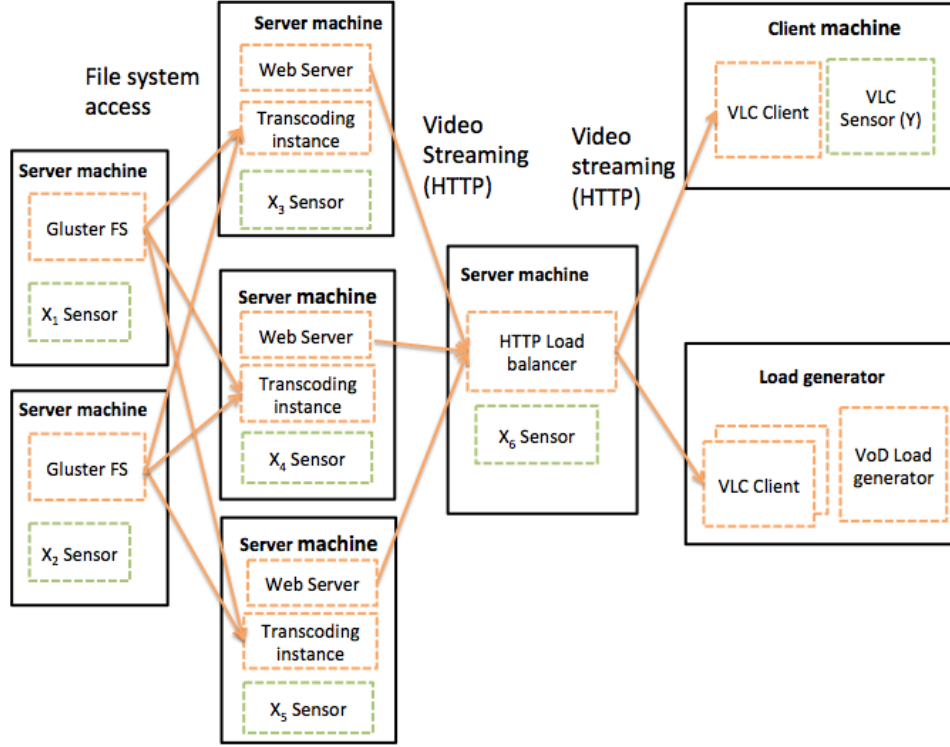 File system
access
Server machine
Gluster FS
X1 Sensor
Server machine
Gluster FS
X2 Sensor
Server machine
Web Server
Transcoding
instance
X3 Sensor
Server machine
Web Server
Transcoding
instance
X4 Sensor
Server machine
Web Server
Transcoding
instance
X5 Sensor
Video
Streaming
(HTTP)
Server machine
HTTP Load
balancer
X6 Sensor
Video
streaming
(HTTP)
Client machine
VLC Client
VLC
Sensor (Y)
Load generator
VLC Client
VoD Load
generator